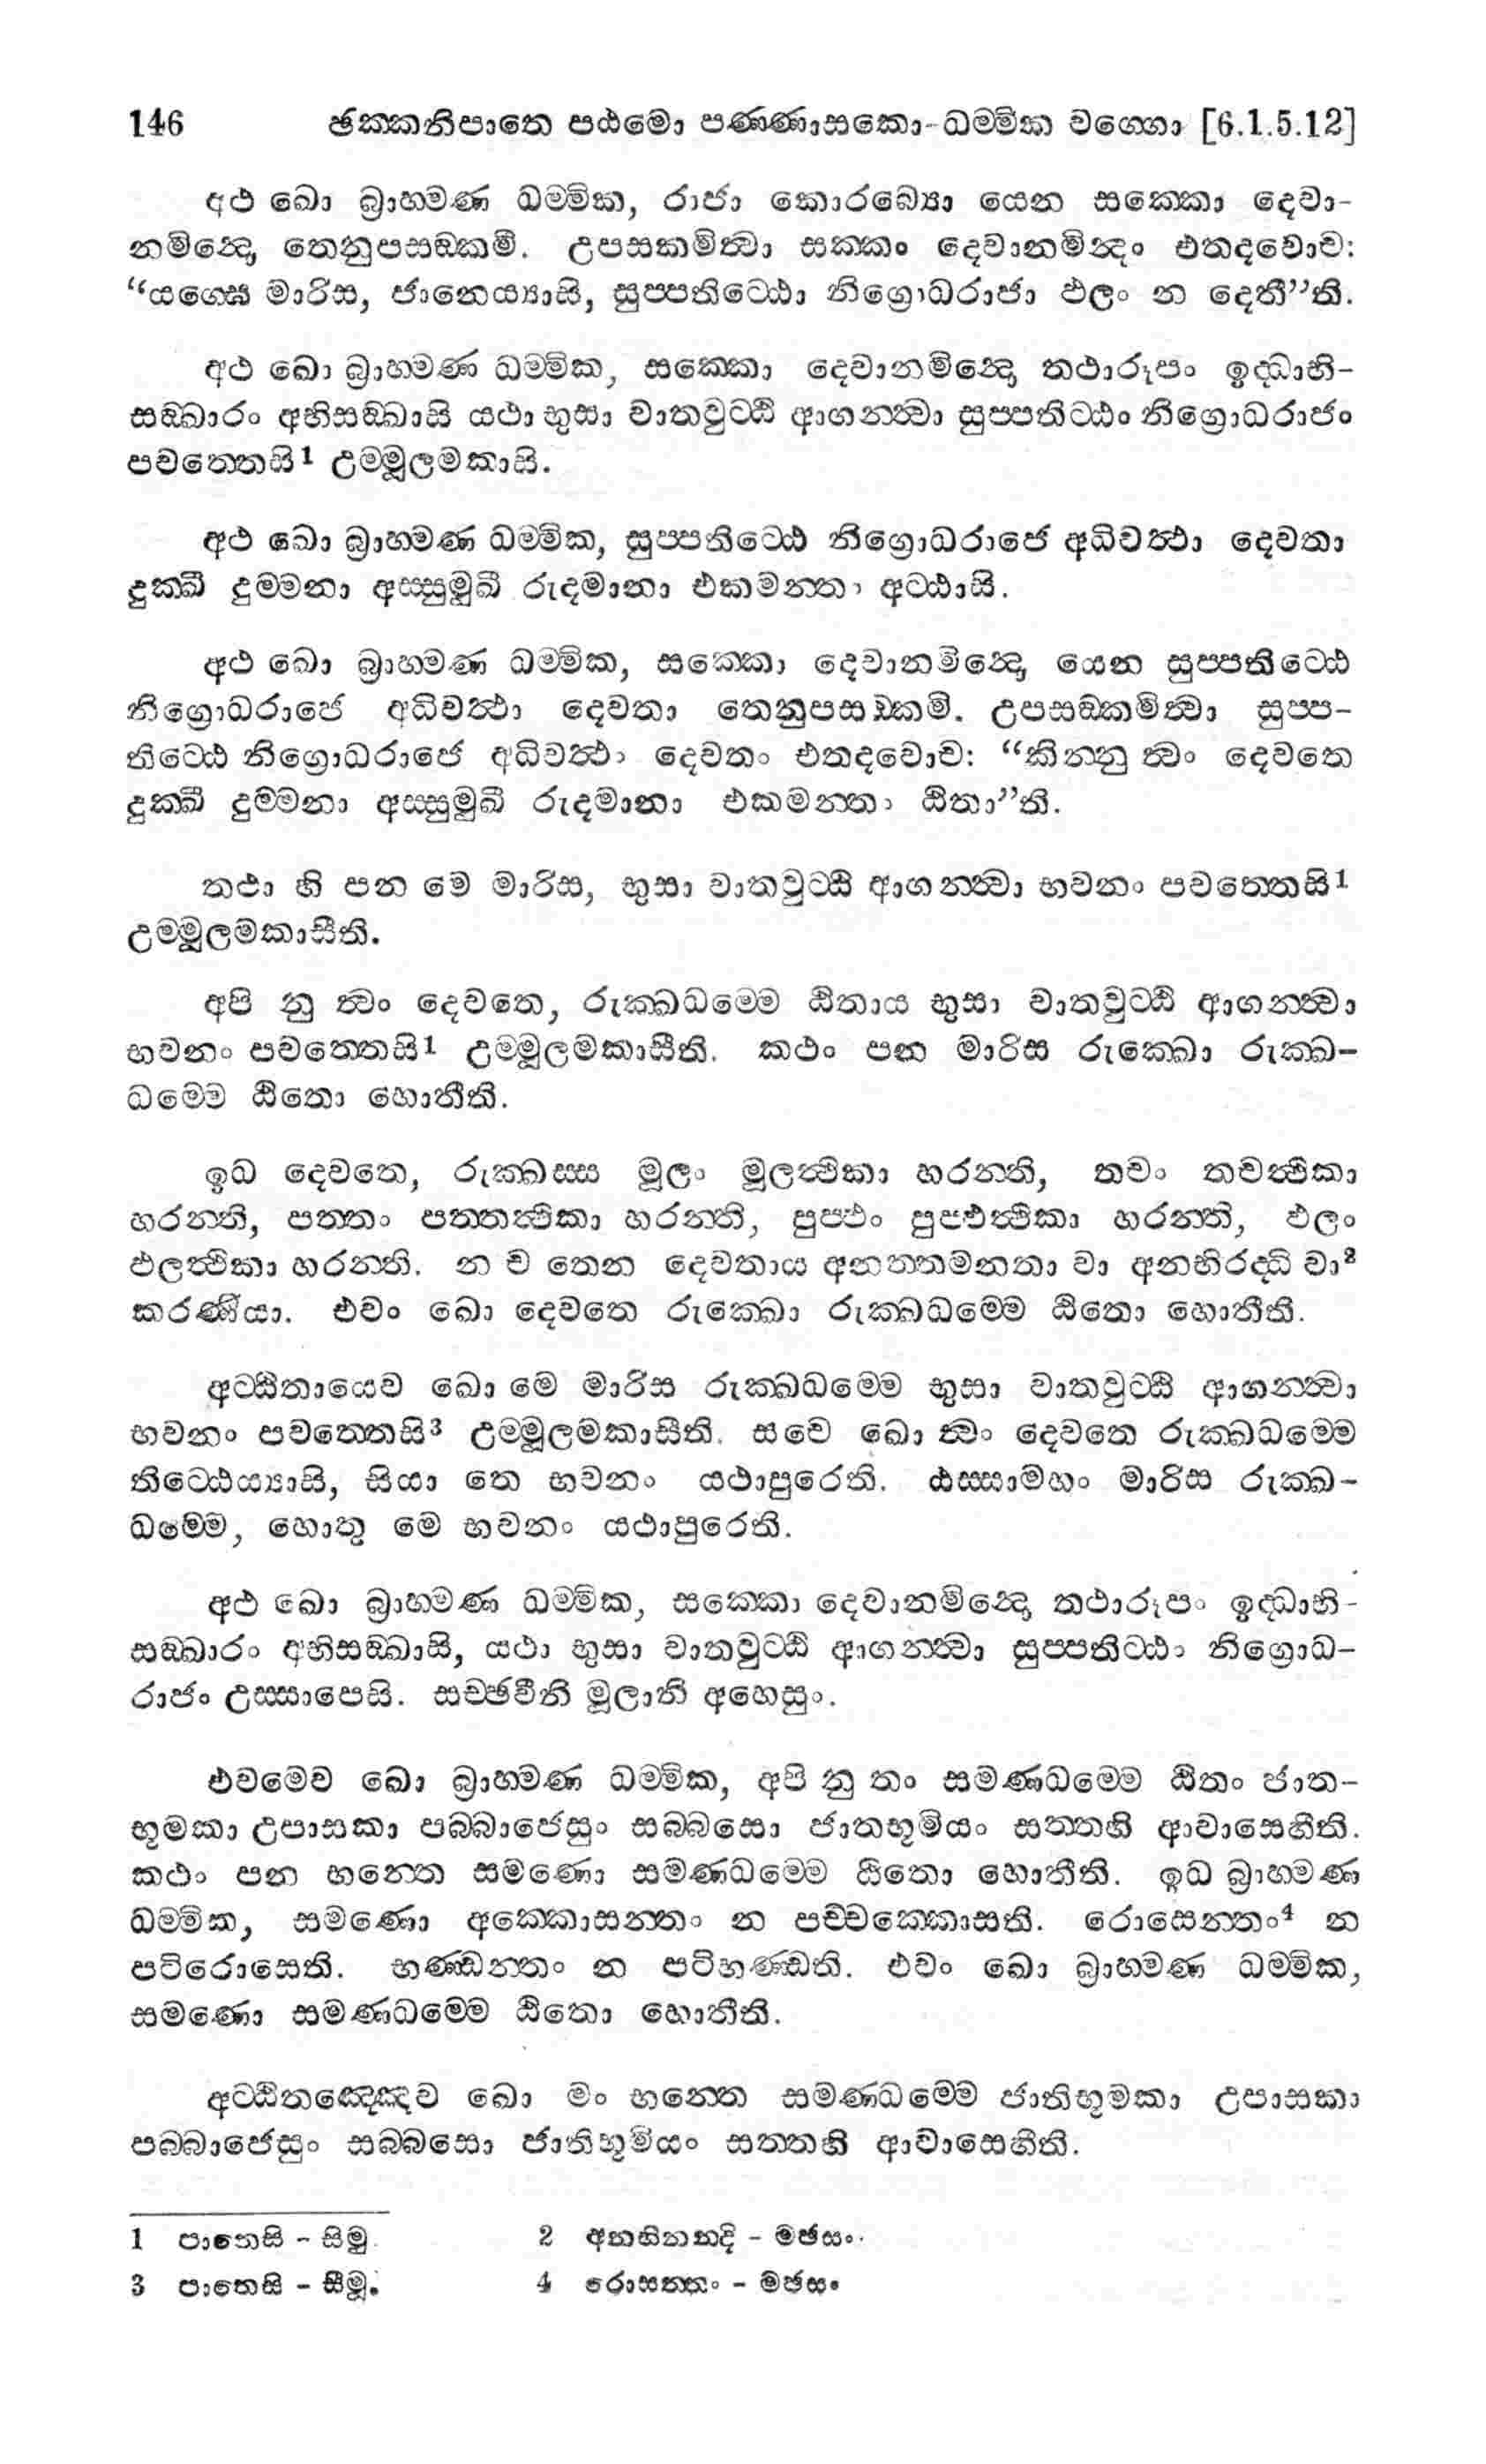 146 ඡක්කනිපාතෙ පඨමො පණ්ණාසකො-ධම්මික වග්ගො [6.1.5.12]
අථ ඛො බ්‍රාහ්මණ ධම්මික, රාජා කොරබ්‍යො යෙන සක්කො දෙවා-
නමින්‍දො තෙනුපසඞ්කමි. උපසකමිත්‍වා සක්කං දෙවානමින්‍දං එතදවොච:
“යග්ඝෙ මාරිස, ජානෙය්‍යාසි, සුප්පතිට්ඨො නිග්‍රොධරාජා ඵලං න දෙතී”ති.
අථ ඛො බ්‍රාහ්මණ ධම්මික, සක්කො දෙවානමින්‍දො තථාරූපං ඉද්ධාභි-
සඞ්ඛාරං අභිසඞ්ඛාසි යථා භුසා වාතවුට්ඨි ආගන්ත්‍වා සුප්පතිට්ඨං නිග්‍රොධරාජං
පවත්තෙසි1 උම්මූලමකාසි.
අථ ඛො බ්‍රාහ්මණ ධම්මික, සුප්පතිට්ඨෙ නිග්‍රොධරාජෙ අධිවත්‍ථා දෙවතා
දුක්ඛී දුම්මනා අස්සුමුඛී රුදමානා එකමන්තං අට්ඨාසි.
අථ ඛො බ්‍රාහ්මණ ධම්මික, සක්කො දෙවානමින්‍දො යෙන සුප්පතිට්ඨෙ
නිග්‍රොධරාජෙ අධිවත්‍ථා දෙවතා තෙනුපසඞ්කමි. උපසඞ්කමිත්‍වා සුප්ප-
තිට්ඨෙ නිග්‍රොධරාජෙ අධිවත්‍ථං දෙවතං එතදවොච: “කින්නු ත්‍වං දෙවතෙ
දුක්ඛී දුම්මනා අස්සුමුඛී රුදමානා එකමන්තං ඨිතා”ති.
තථා හි පන මෙ මාරිස, භුසා වාතවුට්ඨි ආගන්ත්‍වා භවනං පවත්තෙසි1
උම්මූලමකාසීති.
අපි නු ත්‍වං දෙවතෙ, රුක්ඛධම්මෙ ඨිතාය භුසා වාතවුට්ඨි ආගන්ත්‍වා
භවනං පවත්තෙසි1 උම්මූලමකාසීති. කථං පන මාරිස රුක්ඛො රුක්ඛ-
ධම්මෙ ඨිතො හොතීති.
ඉධ දෙවතෙ, රුක්ඛස්ස මූලං මූලත්‍ථිකා හරන්ති, තචං තචත්‍ථිකා
හරන්ති, පත්තං පත්තත්‍ථිකා හරන්ති, පුප්ඵං පුප්ඵත්‍ථිකා හරන්ති, ඵලං
ඵලත්‍ථිකා හරන්ති. න ච තෙන දෙවතාය අනත්තමනතා වා අනභිරද්ධි වා2
කරණීයා. එවං ඛො දෙවතෙ රුක්ඛො රුක්ඛධම්මෙ ඨිතො හොතීති.
අට්ඨිතායෙව ඛො මෙ මාරිස රුක්ඛධම්මෙ භුසා වාතවුට්ඨි ආගන්ත්‍වා
භවනං පවත්තෙසි3 උම්මූලමකාසීති. සචෙ ඛො ත්‍වං දෙවතෙ රුක්ඛධම්මෙ
තිට්ඨෙය්‍යාසි, සියා තෙ භවනං යථාපුරෙති. ඨස්සාමහං මාරිස රුක්ඛ-
ධම්මෙ, හොතු මෙ භවනං යථාපුරෙති.
අථ ඛො බ්‍රාහ්මණ ධම්මික, සක්කො දෙවානමින්‍දො තථාරූපං ඉද්ධාභි-
සඞ්ඛාරං අභිසඞ්ඛාසි, යථා භුසා වාතවුට්ඨි ආගන්ත්‍වා සුප්පතිට්ඨං නිග්‍රොධ-
රාජං උස්සාපෙසි. සච්ඡවීනි මූලානි අහෙසුං.
එවමෙව ඛො බ්‍රාහ්මණ ධම්මික, අපි නු තං සමණධම්මෙ ඨිතං ජාත-
භූමකා උපාසකා පබ්බාජෙසුං සබ්බසො ජාතභූමියං සත්තහි ආවාසෙහීති.
කථං පන භන්තෙ සමණො සමණධම්මෙ ඨිතො හොතීති. ඉධ බ්‍රාහ්මණ
ධම්මික, සමණො අක්කොසන්තං න පච්චක්කොසති. රොසෙන්තං4 න
පටිරොසෙති. භණ්ඩන්තං න පටිභණ්ඩති. එවං ඛො බ්‍රාහ්මණ ධම්මික,
සමණො සමණධම්මෙ ඨිතො හොතීති.
අට්ඨිතඤ්ඤෙව ඛො මං භන්තෙ සමණධම්මෙ ජාතිභූමකා උපාසකා
පබ්බාජෙසුං සබ්බසො ජාතිභූමියං සත්තහි ආවාසෙහීති.
1 පාතෙසි - සිමු. 2 අනභිනන්දි - මඡසං.
3 පාතෙසි - සීමූ. 4 රොසන්තං - මඡසං